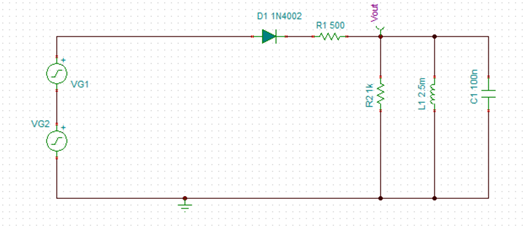 Vout
D1 1N4002
R1 500
+
VG1
R2 1k
L1 2.5m
C1 100n
VG2
+